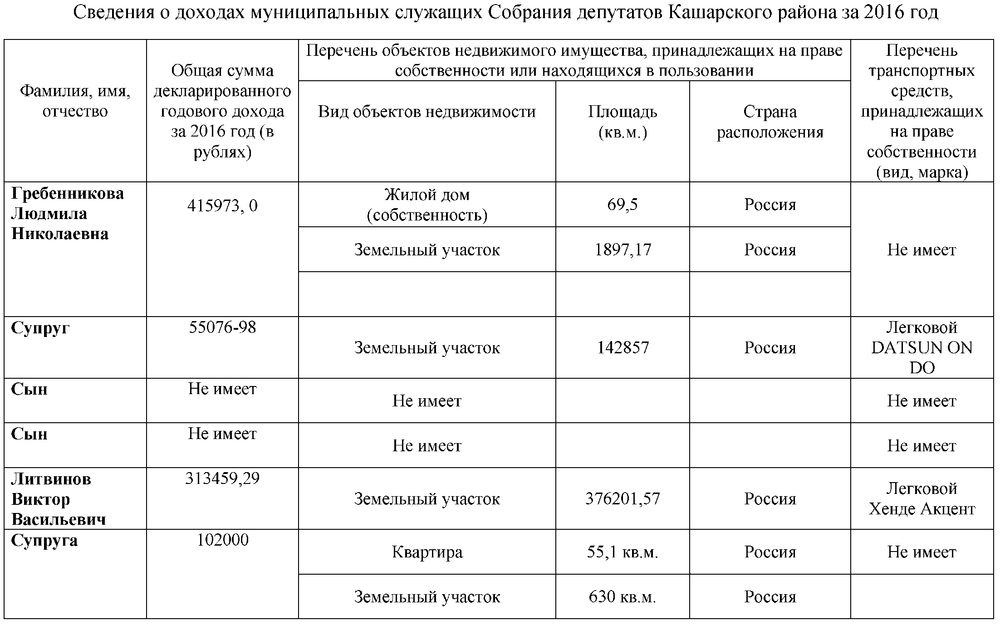 Сведения о доходах муниципальных служащих Собрания депутатов Кашарского района за 2016 год
Фамилия, имя,
отчество
Общая сумма
декларированного
годового дохода
за 2016 год (в
рублях)
Перечень объектов недвижимого имущества, принадлежащих на праве
собственности или находящихся в пользовании
Вид объектов недвижимости
Площадь
(кв.м.)
Страна
расположения
Перечень
транспортных
средств,
принадлежащих
на праве
собственности
(вид, марка)
Гребенникова
Людмила
Николаевна
415973, 0
Жилой дом
(собственность)
69,5
Россия
Земельный участок
1897,17
Россия
Не имеет
Супруг
55076-98
Земельный участок
142857
Россия
Легковой
DATSUN ON
DO
Сын
Не имеет
Не имеет
Не имеет
Сын
Не имеет
Не имеет
Не имеет
Литвинов
Виктор
Васильевич
313459,29
Земельный участок
376201,57
Россия
Легковой
Хенде Акцент
Супруга
102000
Квартира
55,1 кв.м.
Россия
Не имеет
Земельный участок
630 кв.м.
Россия